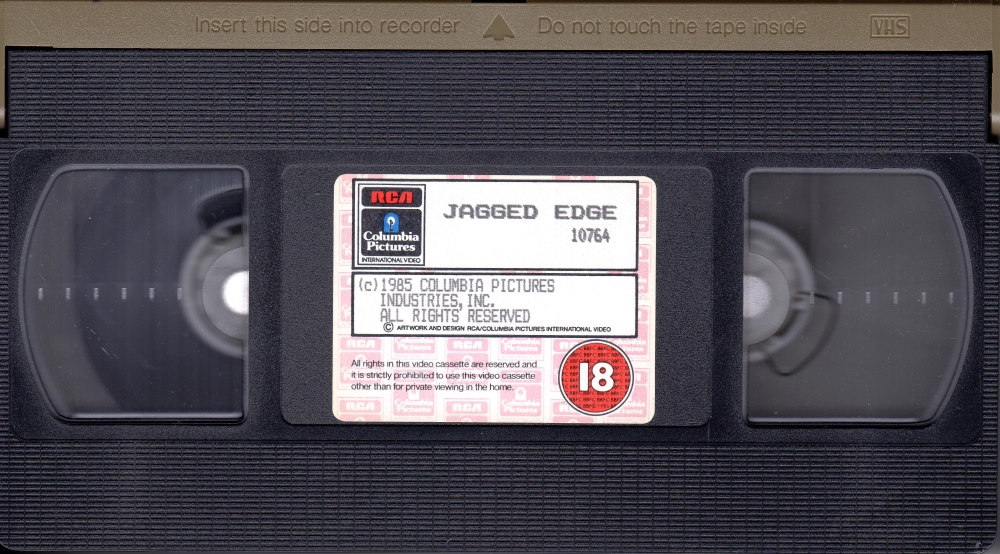 Insert this side into recorder Do not touch the tape inside VHS
RCA
Columbia
Pictures
INTERNATIONAL VIDEO
JAGGED EDGE
10764
(c)1985 COLUMBIA PICTURES
INDUSTRIES, INC.
ALL RIGHTS RESERVED
© ARTWORK AND DESIGN RCA/COLUMBIA PICTURES INTERNATIONAL VIDEO
All rights in this video cassette are reserved and
it is strictly prohibited to use this video cassette
other than for private viewing in the home.
18